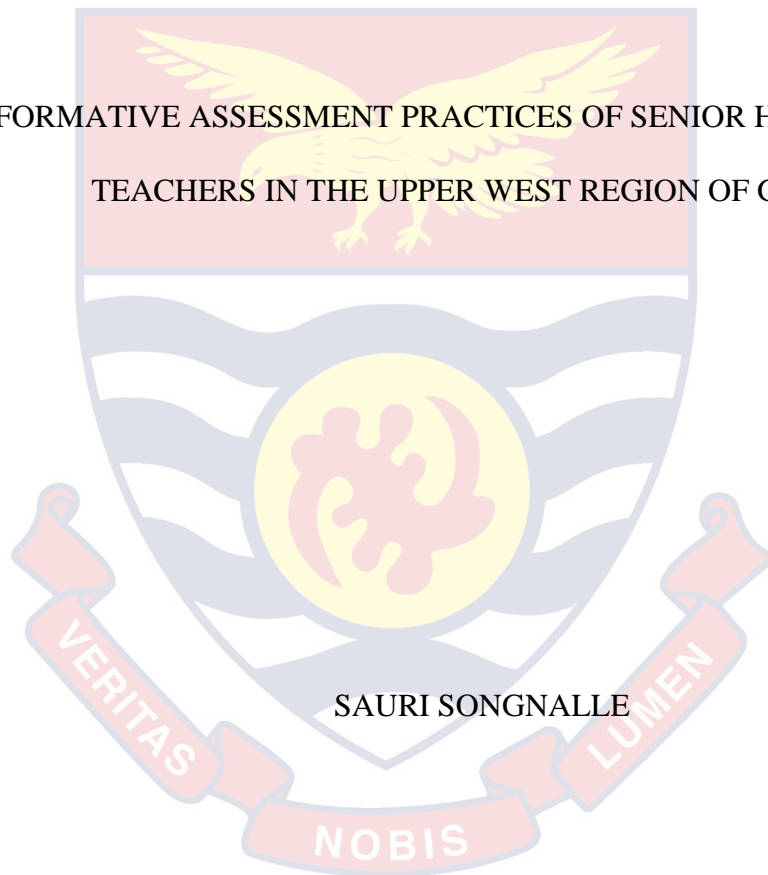 FORMATIVE ASSESSMENT PRACTICES OF SENIOR
TEACHERS IN THE UPPER WEST REGION OF
SAURI SONGNALLE
VERITAS
NOBIS
LUMEN